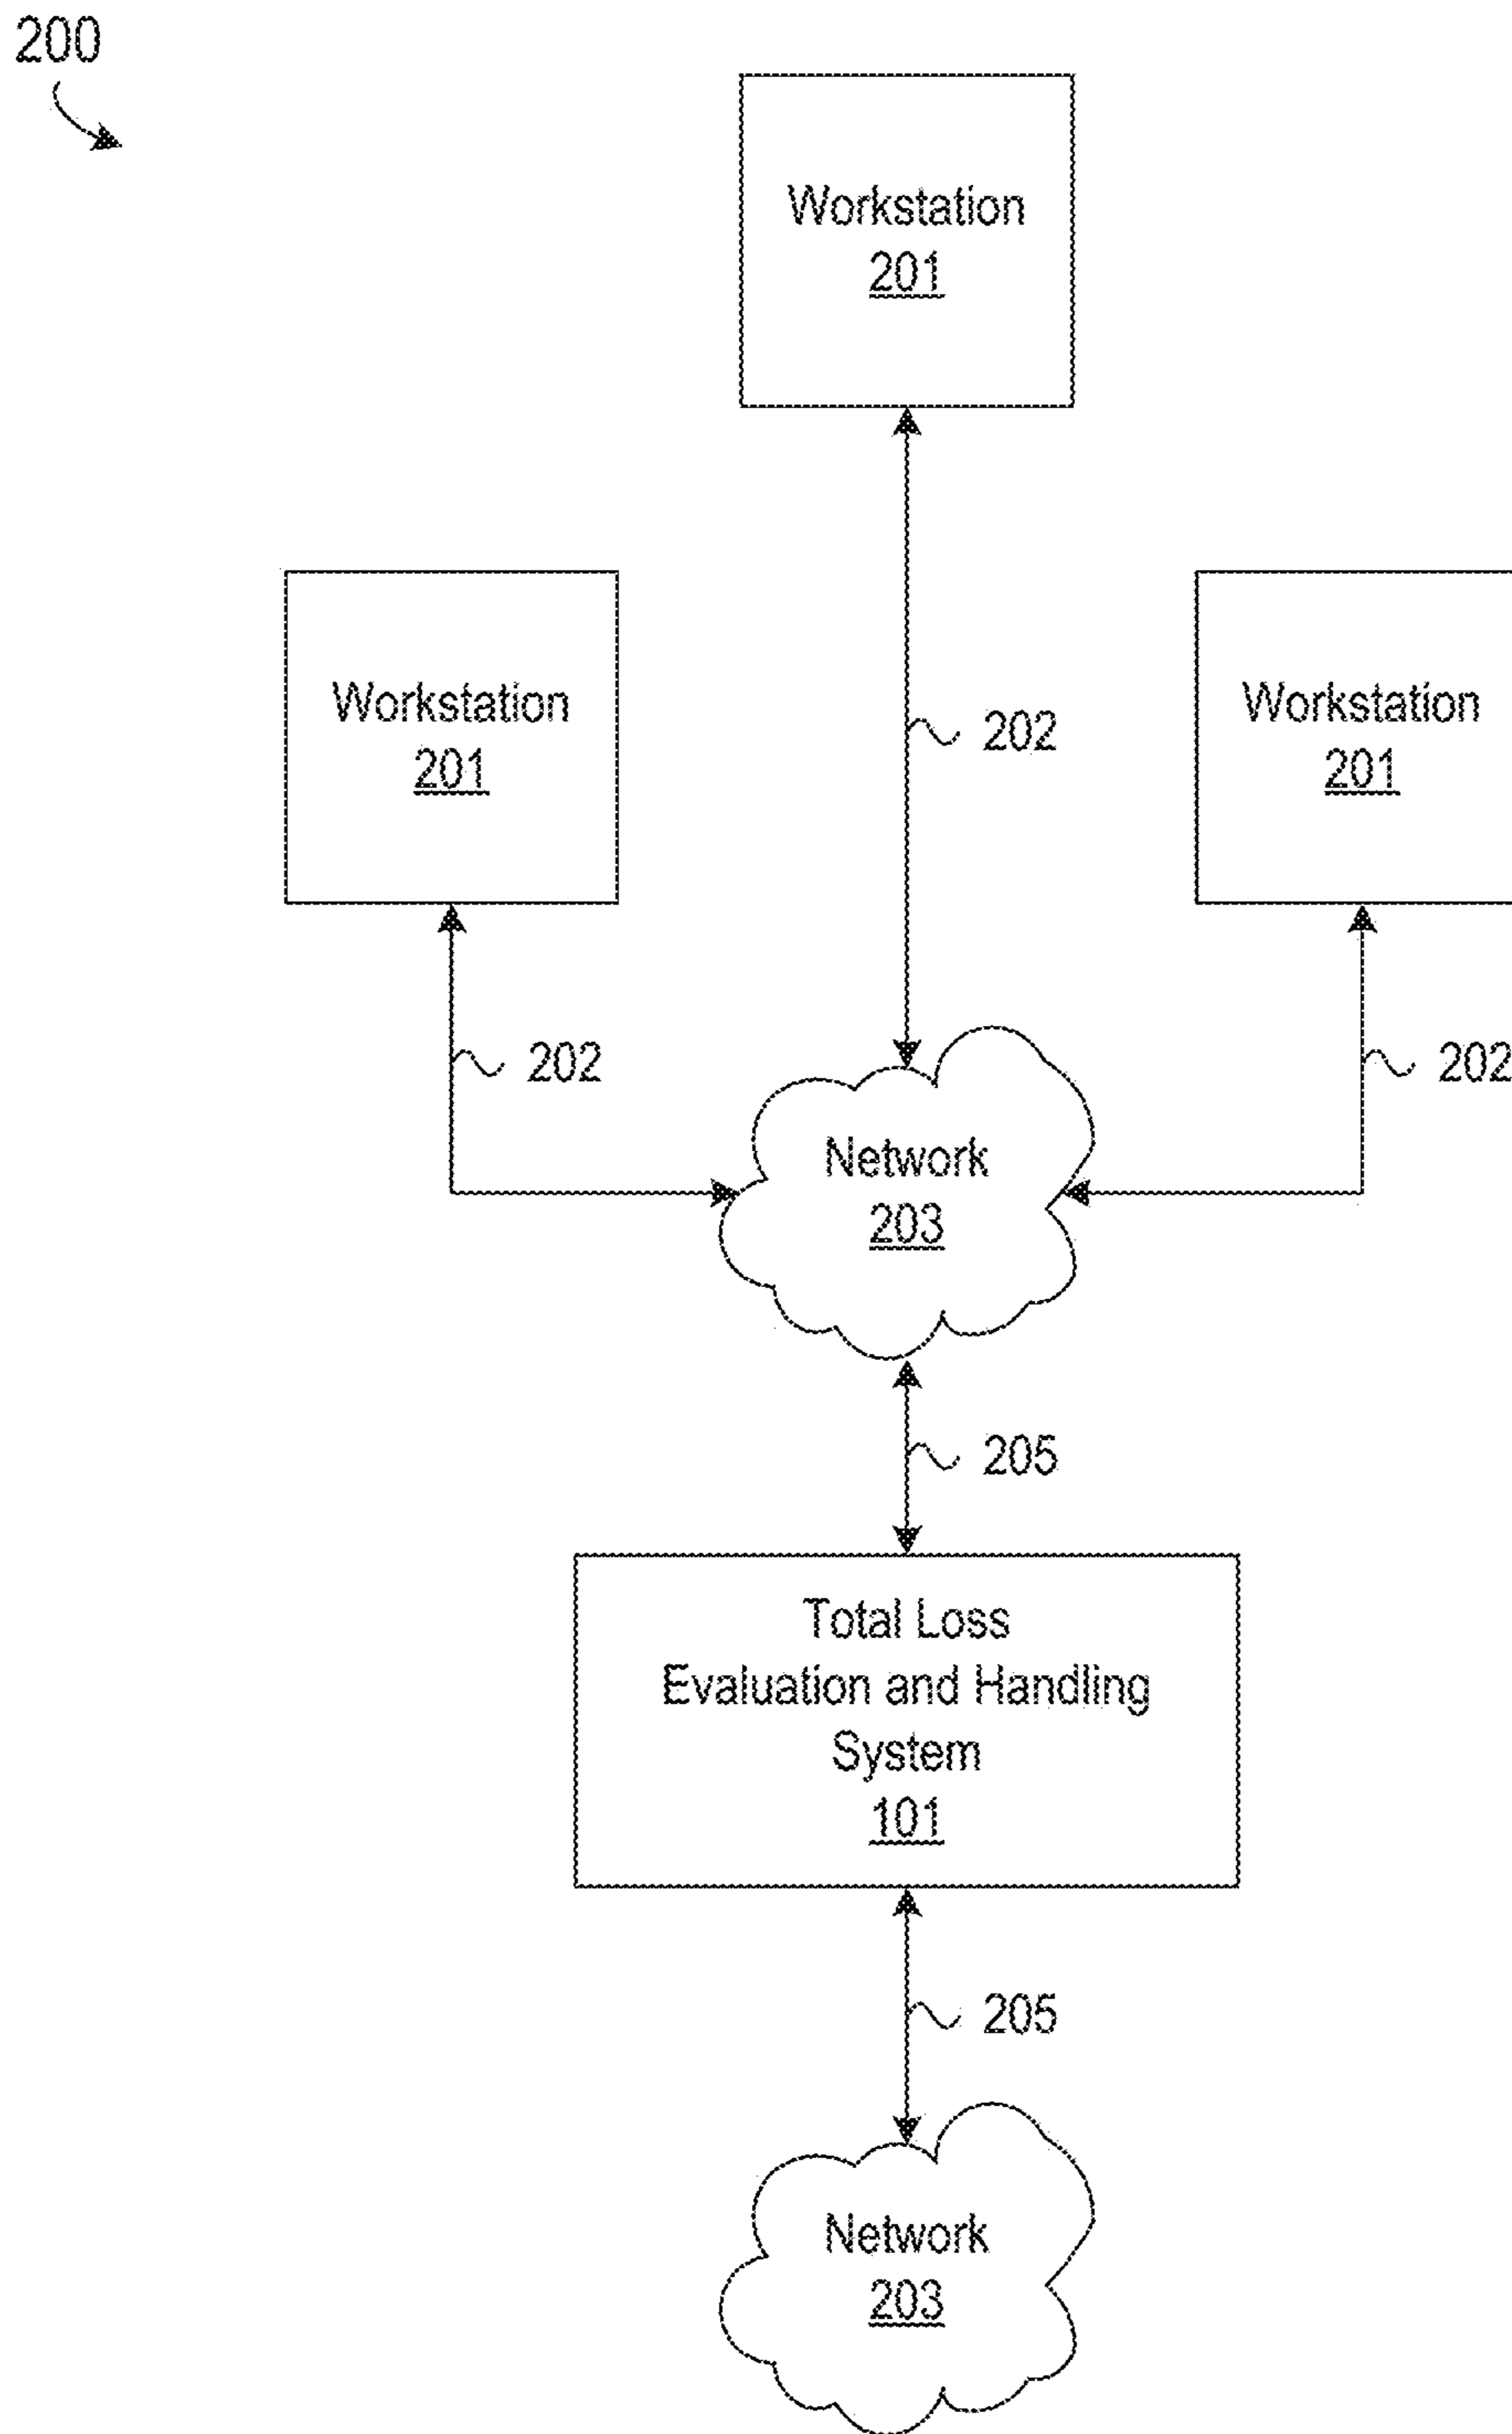 200
Workstation
201
Workstation
201
202
Workstation
201
202
202
Network
203
205
Total Loss
Evaluation and Handling
System
101
205
Network
203